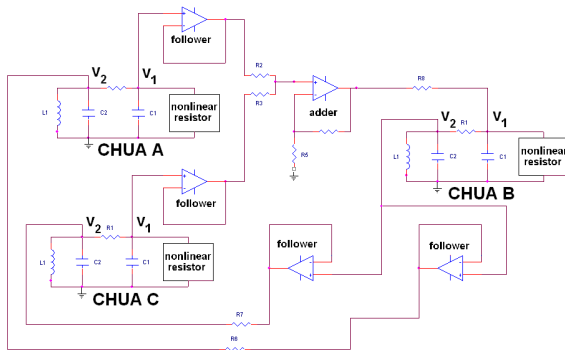 follower
V2 V1
R2
R3
adder
R8
L1 C2 C1
nonlinear
resistor
CHUA A
R5
V2 V1
R1
L1 C2 C1
nonlinear
resistor
CHUA B
follower
V2 V1
R1
L1 C2 C1
nonlinear
resistor
CHUA C
follower
follower
R7
R6